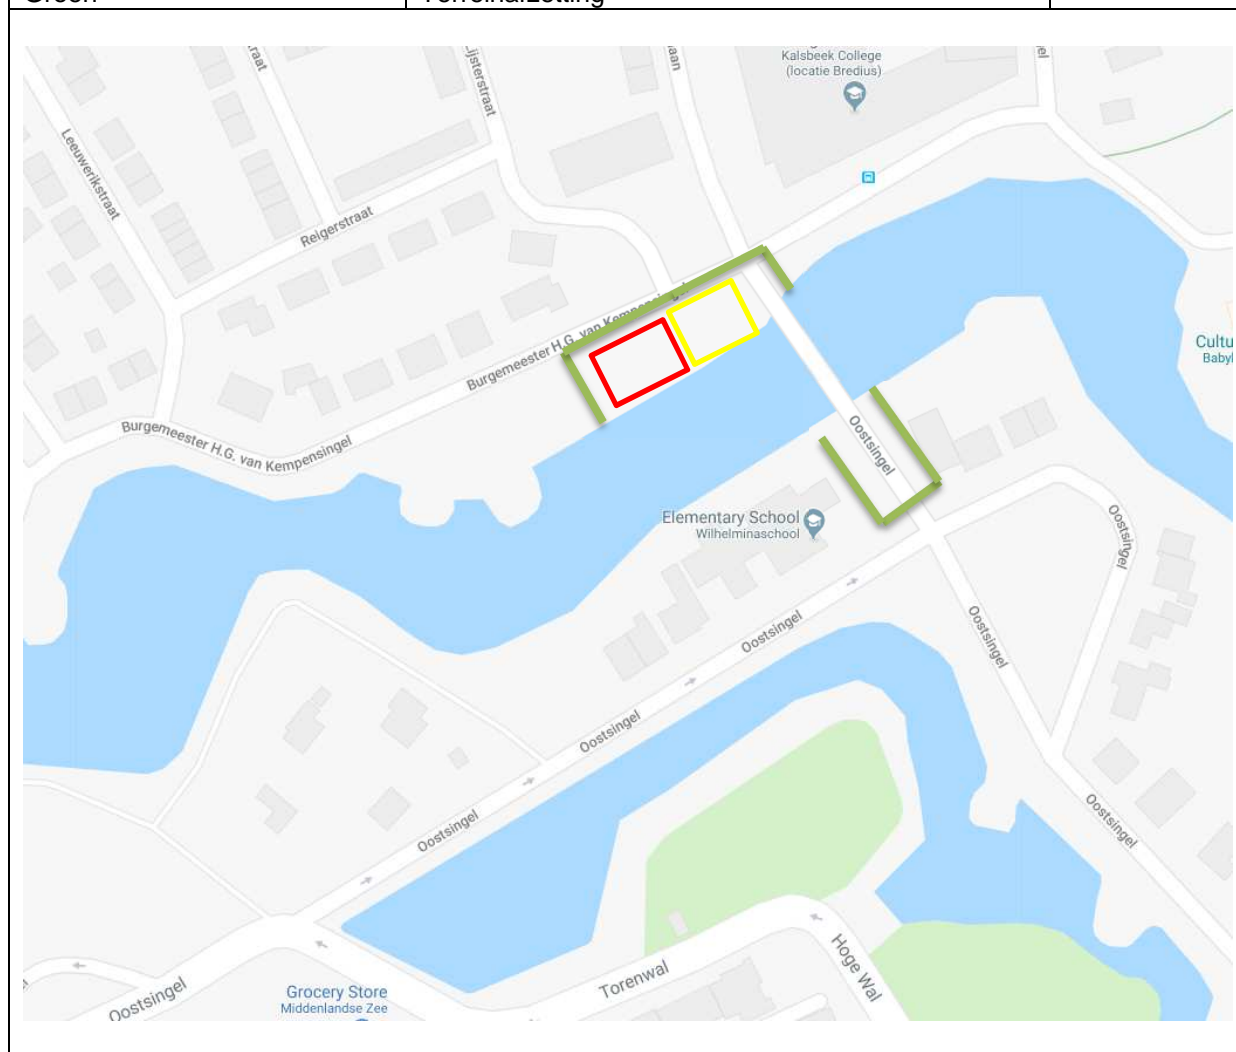 Kalsbeek College
(locatie Bredius)
Lijsterstraat
Leeuwerikstraat
Reigerstraat
Burgemeester H.G. van Kempensingel
Burgemeester H.G. van Kempensingel
Oostsingel
Elementary School
Wilhelminaschool
Oostsingel
Oostsingel
Oostsingel
Oostsingel
Oostsingel
Oostsingel
Oostsingel
Torenwal
Hoge Wal
Grocery Store
Middenlandse Zee